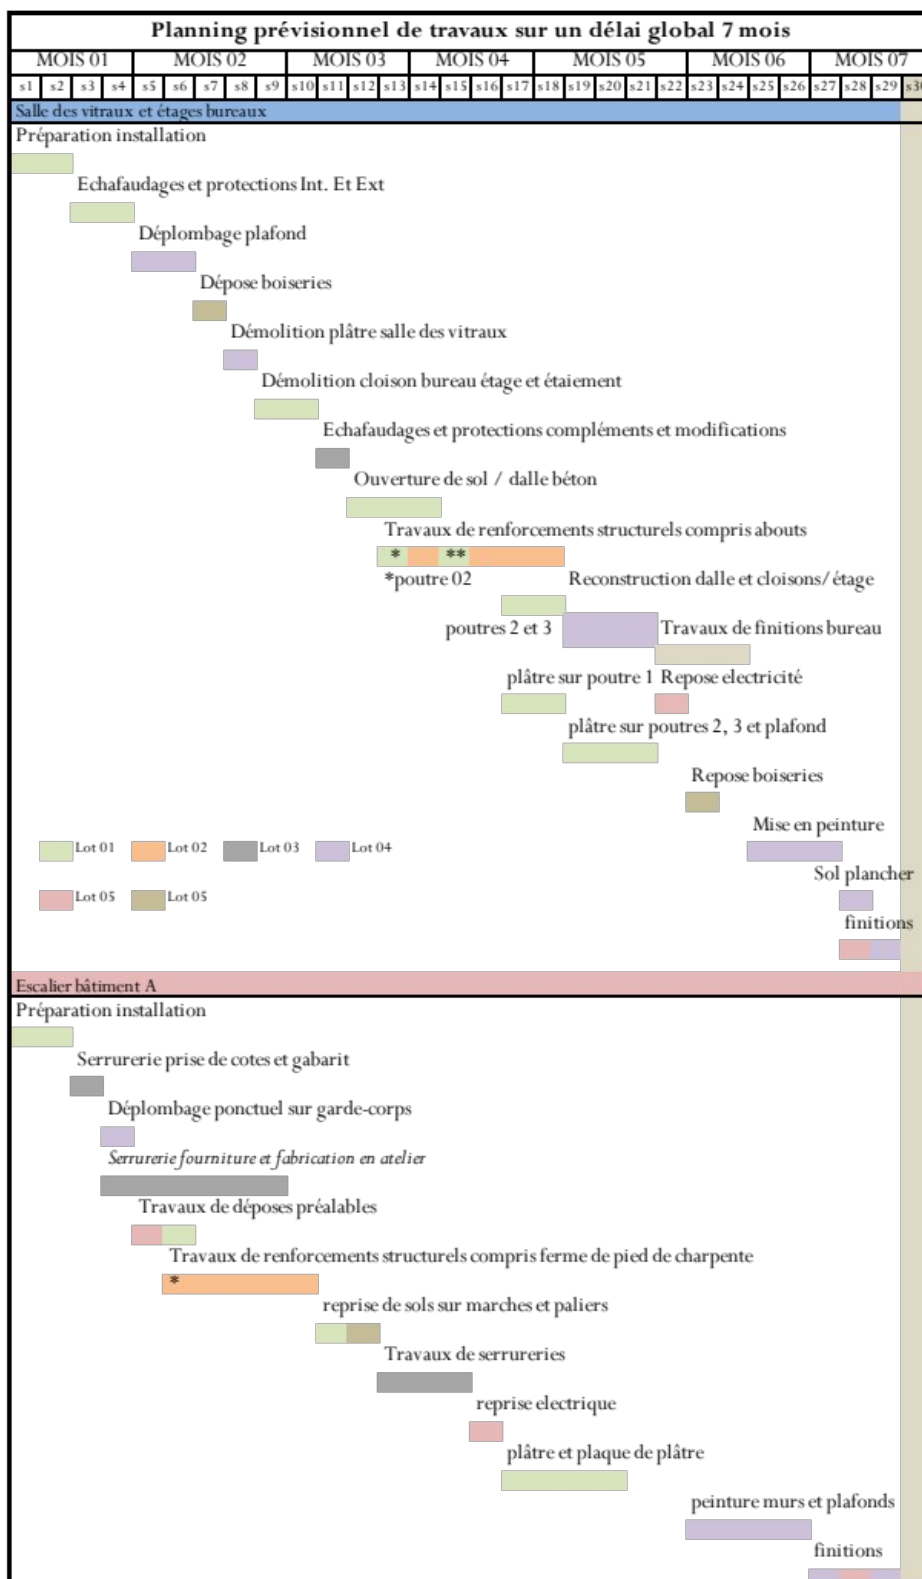 Planning prévisionnel de travaux sur un délai global 7 mois
MOIS 01 MOIS 02 MOIS 03 MOIS 04 MOIS 05 MOIS 06 MOIS 07
s1 s2 s3 s4 s5 s6 s7 s8 s9 s10 s11 s12 s13 s14 s15 s16 s17 s18 s19 s20 s21 s22 s23 s24 s25 s26 s27 s28 s29 s30
Salle des vitraux et étages bureaux
Préparation installation
Echafaudages et protections Int. Et Ext
Déplombage plafond
Dépose boiseries
Démolition plâtre salle des vitraux
Démolition cloison bureau étage et étaiement
Echafaudages et protections compléments et modifications
Ouverture de sol / dalle béton
Travaux de renforcements structurels compris abouts
* **
*poutre 02 Reconstruction dalle et cloisons/étage
poutres 2 et 3 Travaux de finitions bureau
plâtre sur poutre 1 Repose electricité
plâtre sur poutres 2, 3 et plafond
Repose boiseries
Mise en peinture
Lot 01 Lot 02 Lot 03 Lot 04
Sol plancher
Lot 05 Lot 05
finitions
Escalier bâtiment A
Préparation installation
Serrurerie prise de cotes et gabarit
Déplombage ponctuel sur garde-corps
Serrurerie fourniture et fabrication en atelier
Travaux de déposes préalables
Travaux de renforcements structurels compris ferme de pied de charpente
*
reprise de sols sur marches et paliers
Travaux de serrureries
reprise electrique
plâtre et plaque de plâtre
peinture murs et plafonds
finitions